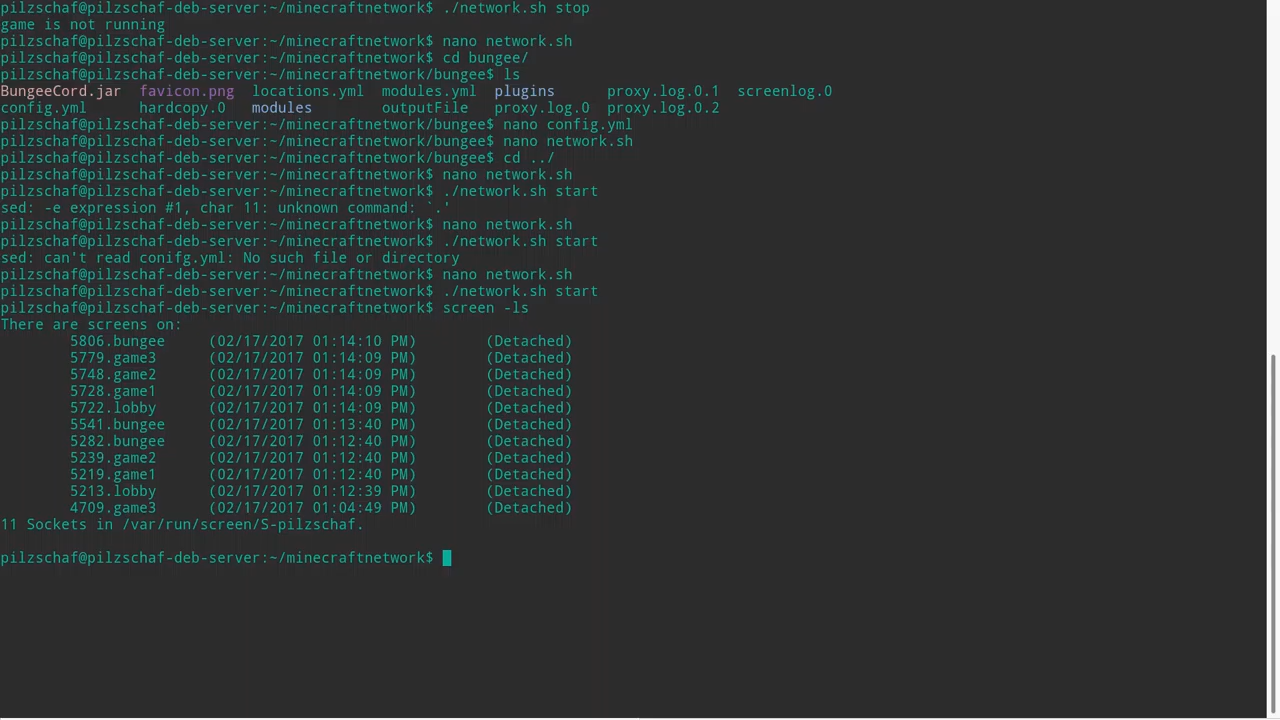 pilzschaf@pilzschaf-deb-server:~/minecraftnetwork$ ./network.sh stop
game is not running
pilzschaf@pilzschaf-deb-server:~/minecraftnetwork$ nano network.sh
pilzschaf@pilzschaf-deb-server:~/minecraftnetwork$ cd bungee/
pilzschaf@pilzschaf-deb-server:~/minecraftnetwork/bungee$ ls
BungeeCord.jar  favicon.png  locations.yml  modules.yml  plugins      proxy.log.0.1  screenlog.0
config.yml      hardcopy.0   modules        outputFile   proxy.log.0  proxy.log.0.2
pilzschaf@pilzschaf-deb-server:~/minecraftnetwork/bungee$ nano config.yml
pilzschaf@pilzschaf-deb-server:~/minecraftnetwork/bungee$ nano network.sh
pilzschaf@pilzschaf-deb-server:~/minecraftnetwork/bungee$ cd ../
pilzschaf@pilzschaf-deb-server:~/minecraftnetwork$ nano network.sh
pilzschaf@pilzschaf-deb-server:~/minecraftnetwork$ ./network.sh start
sed: -e expression #1, char 11: unknown command: `.'
pilzschaf@pilzschaf-deb-server:~/minecraftnetwork$ nano network.sh
pilzschaf@pilzschaf-deb-server:~/minecraftnetwork$ ./network.sh start
sed: can't read conifg.yml: No such file or directory
pilzschaf@pilzschaf-deb-server:~/minecraftnetwork$ nano network.sh
pilzschaf@pilzschaf-deb-server:~/minecraftnetwork$ ./network.sh start
pilzschaf@pilzschaf-deb-server:~/minecraftnetwork$ screen -ls
There are screens on:
        5806.bungee     (02/17/2017 01:14:10 PM)        (Detached)
        5779.game3      (02/17/2017 01:14:09 PM)        (Detached)
        5748.game2      (02/17/2017 01:14:09 PM)        (Detached)
        5728.game1      (02/17/2017 01:14:09 PM)        (Detached)
        5722.lobby      (02/17/2017 01:14:09 PM)        (Detached)
        5541.bungee     (02/17/2017 01:13:40 PM)        (Detached)
        5282.bungee     (02/17/2017 01:12:40 PM)        (Detached)
        5239.game2      (02/17/2017 01:12:40 PM)        (Detached)
        5219.game1      (02/17/2017 01:12:40 PM)        (Detached)
        5213.lobby      (02/17/2017 01:12:39 PM)        (Detached)
        4709.game3      (02/17/2017 01:04:49 PM)        (Detached)
11 Sockets in /var/run/screen/S-pilzschaf.
pilzschaf@pilzschaf-deb-server:~/minecraftnetwork$